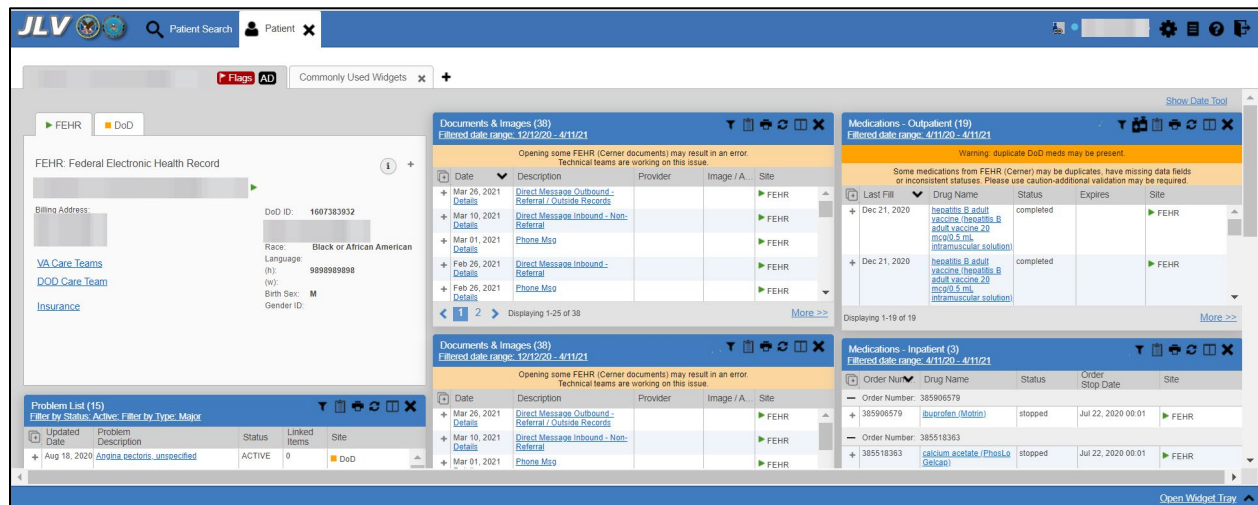 JLV Patient Search Patient
Flags AD Commonly Used Widgets
Show Date Tool
FEHR DoD
FEHR: Federal Electronic Health Record
Billing Address:
DoD ID: 1607383932
Race: Black or African American
Language:
(h): 9898989898
(w):
Birth Sex: M
Gender ID:
VA Care Teams
DOD Care Team
Insurance
Problem List (15)
Filter by Status: Active; Filter by Type: Major
Updated Date Problem Description Status Linked Items Site
Aug 18, 2020 Angina pectoris, unspecified ACTIVE 0 DoD
Documents & Images (38)
Filtered date range: 12/12/20 - 4/11/21
Opening some FEHR (Cerner documents) may result in an error.
Technical teams are working on this issue.
Date Description Provider Image / A... Site
Mar 26, 2021 Direct Message Outbound - FEHR
Details Referral / Outside Records
Mar 10, 2021 Direct Message Inbound - Non- FEHR
Details Referral
Mar 01, 2021 Phone Msg FEHR
Details
Feb 26, 2021 Direct Message Inbound - FEHR
Details Referral
Feb 26, 2021 Phone Msg FEHR
Details
1 2 Displaying 1-25 of 38 More >>
Documents & Images (38)
Filtered date range: 12/12/20 - 4/11/21
Opening some FEHR (Cerner documents) may result in an error.
Technical teams are working on this issue.
Date Description Provider Image / A... Site
Mar 26, 2021 Direct Message Outbound - FEHR
Details Referral / Outside Records
Mar 10, 2021 Direct Message Inbound - Non- FEHR
Details Referral
Mar 01, 2021 Phone Msg FEHR
Medications - Outpatient (19)
Filtered date range: 4/11/20 - 4/11/21
Warning: duplicate DoD meds may be present.
Some medications from FEHR (Cerner) may be duplicates, have missing data fields
or inconsistent statuses. Please use caution-additional validation may be required.
Last Fill Drug Name Status Expires Site
Dec 21, 2020 hepatitis B adult completed FEHR
vaccine (hepatitis B
adult vaccine 20
mcg/0.5 mL
intramuscular solution)
Dec 21, 2020 hepatitis B adult completed FEHR
vaccine (hepatitis B
adult vaccine 20
mcg/0.5 mL
intramuscular solution)
Displaying 1-19 of 19 More >>
Medications - Inpatient (3)
Filtered date range: 4/11/20 - 4/11/21
Order Num Drug Name Status Order Stop Date Site
Order Number: 385906579
385906579 ibuprofen (Motrin) stopped Jul 22, 2020 00:01 FEHR
Order Number: 385518363
385518363 calcium acetate (PhosLo stopped Jul 22, 2020 00:01 FEHR
Gelcap)
Open Widget Tray